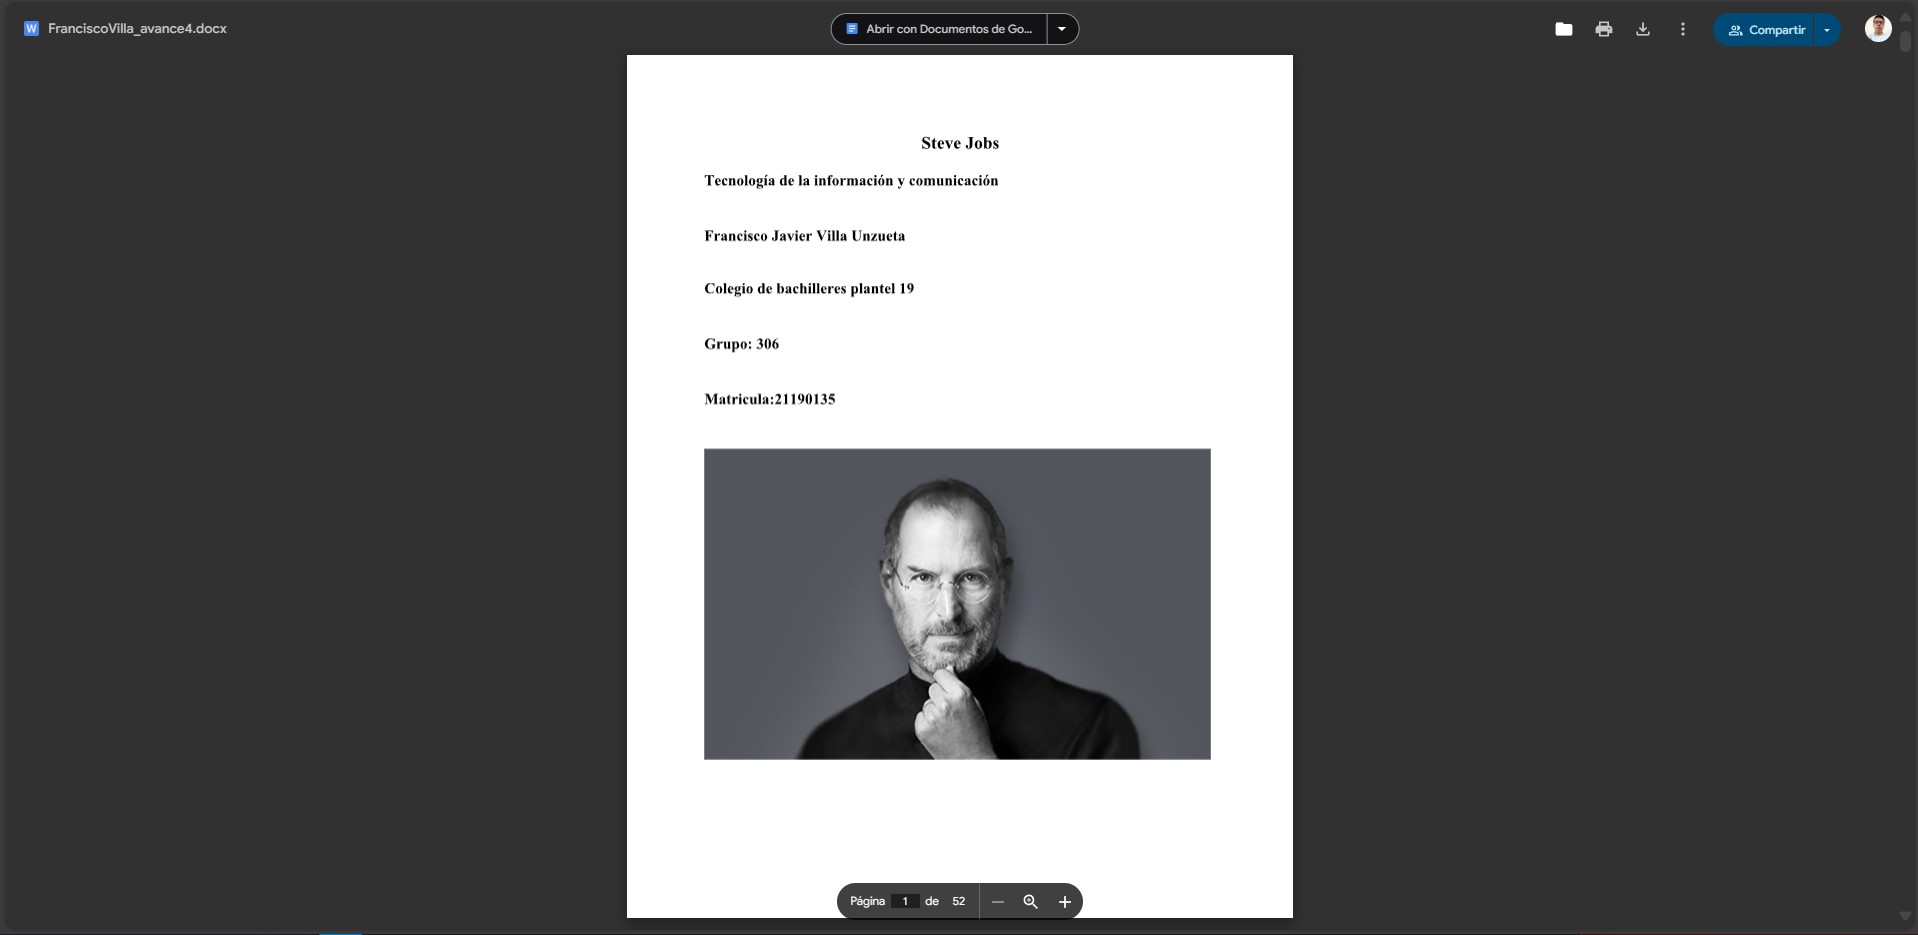 FranciscoVilla_avance4.docx
Abrir con Documentos de Go...
Compartir
Steve Jobs
Tecnología de la información y comunicación
Francisco Javier Villa Unzueta
Colegio de bachilleres plantel 19
Grupo: 306
Matricula:21190135
Página 1 de 52